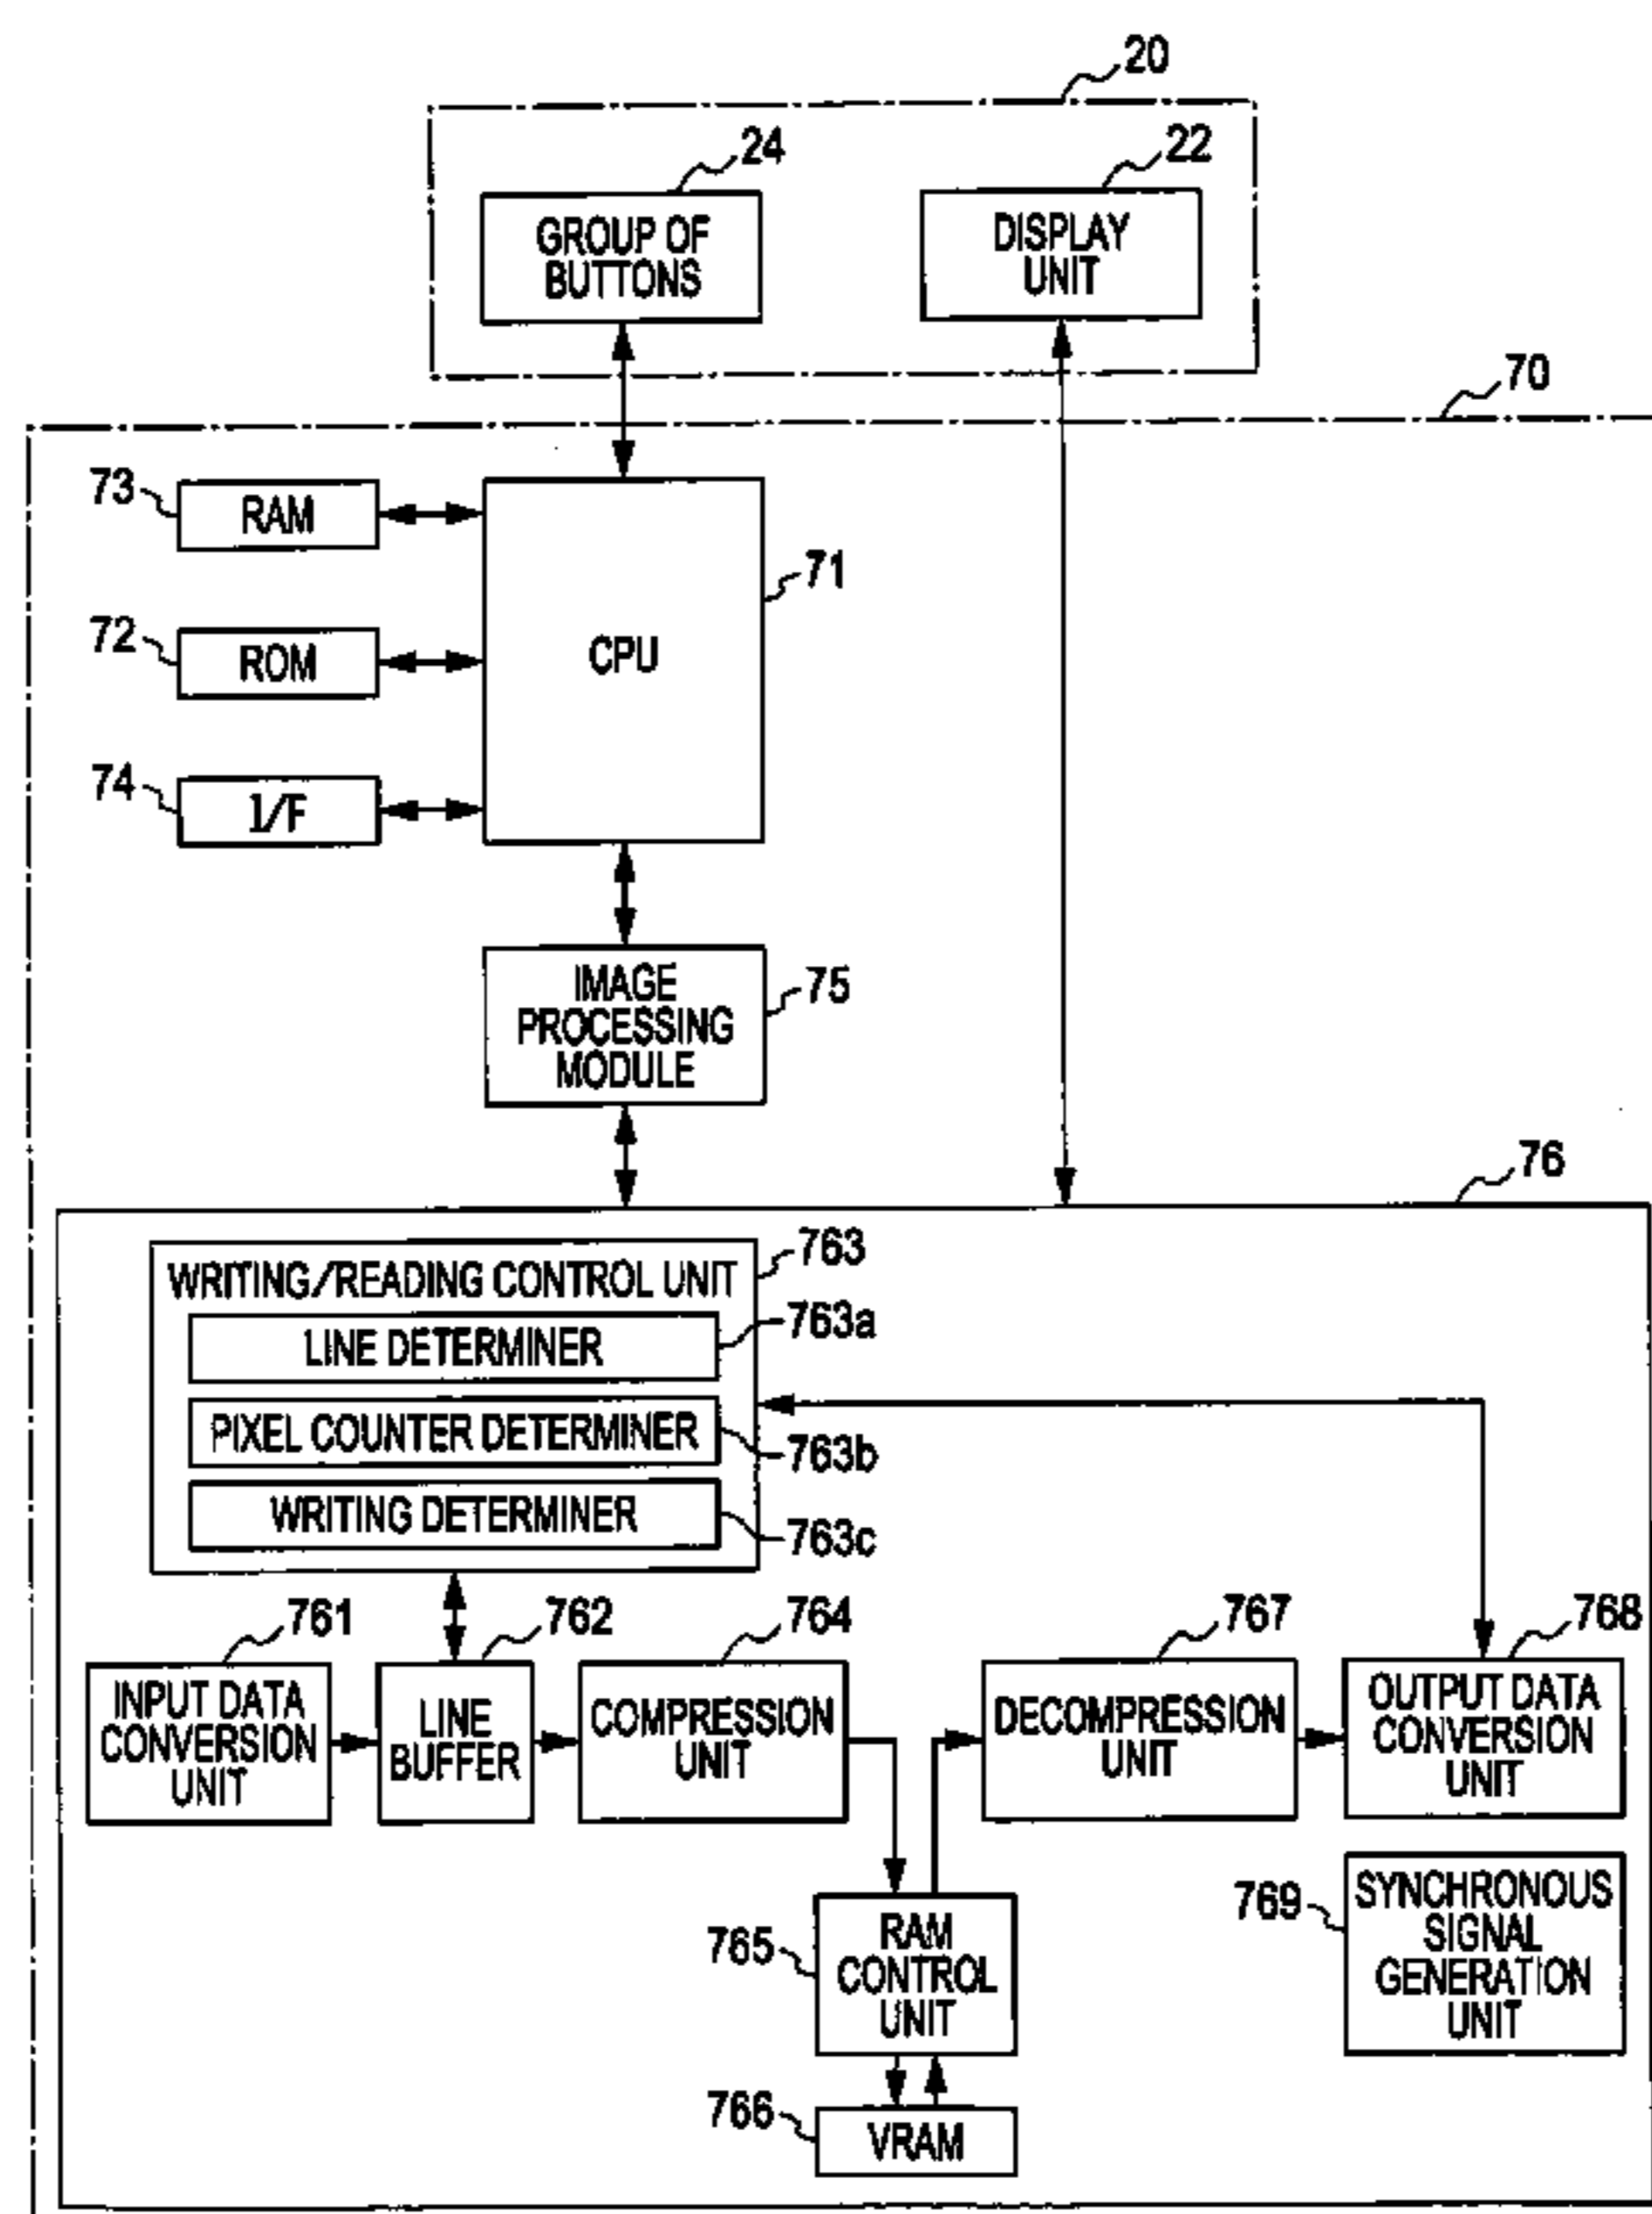 20
24
22
GROUP OF
BUTTONS
DISPLAY
UNIT
70
73
RAM
71
72
ROM
CPU
74
I/F
IMAGE
PROCESSING
MODULE
75
76
763
WRITING/READING CONTROL UNIT
763a
LINE DETERMINER
PIXEL COUNTER DETERMINER
763b
WRITING DETERMINER
763c
761
762
764
767
768
INPUT DATA
CONVERSION
UNIT
LINE
BUFFER
COMPRESSION
UNIT
DECOMPRESSION
UNIT
OUTPUT DATA
CONVERSION
UNIT
765
RAM
CONTROL
UNIT
769
SYNCHRONOUS
SIGNAL
GENERATION
UNIT
766
VRAM